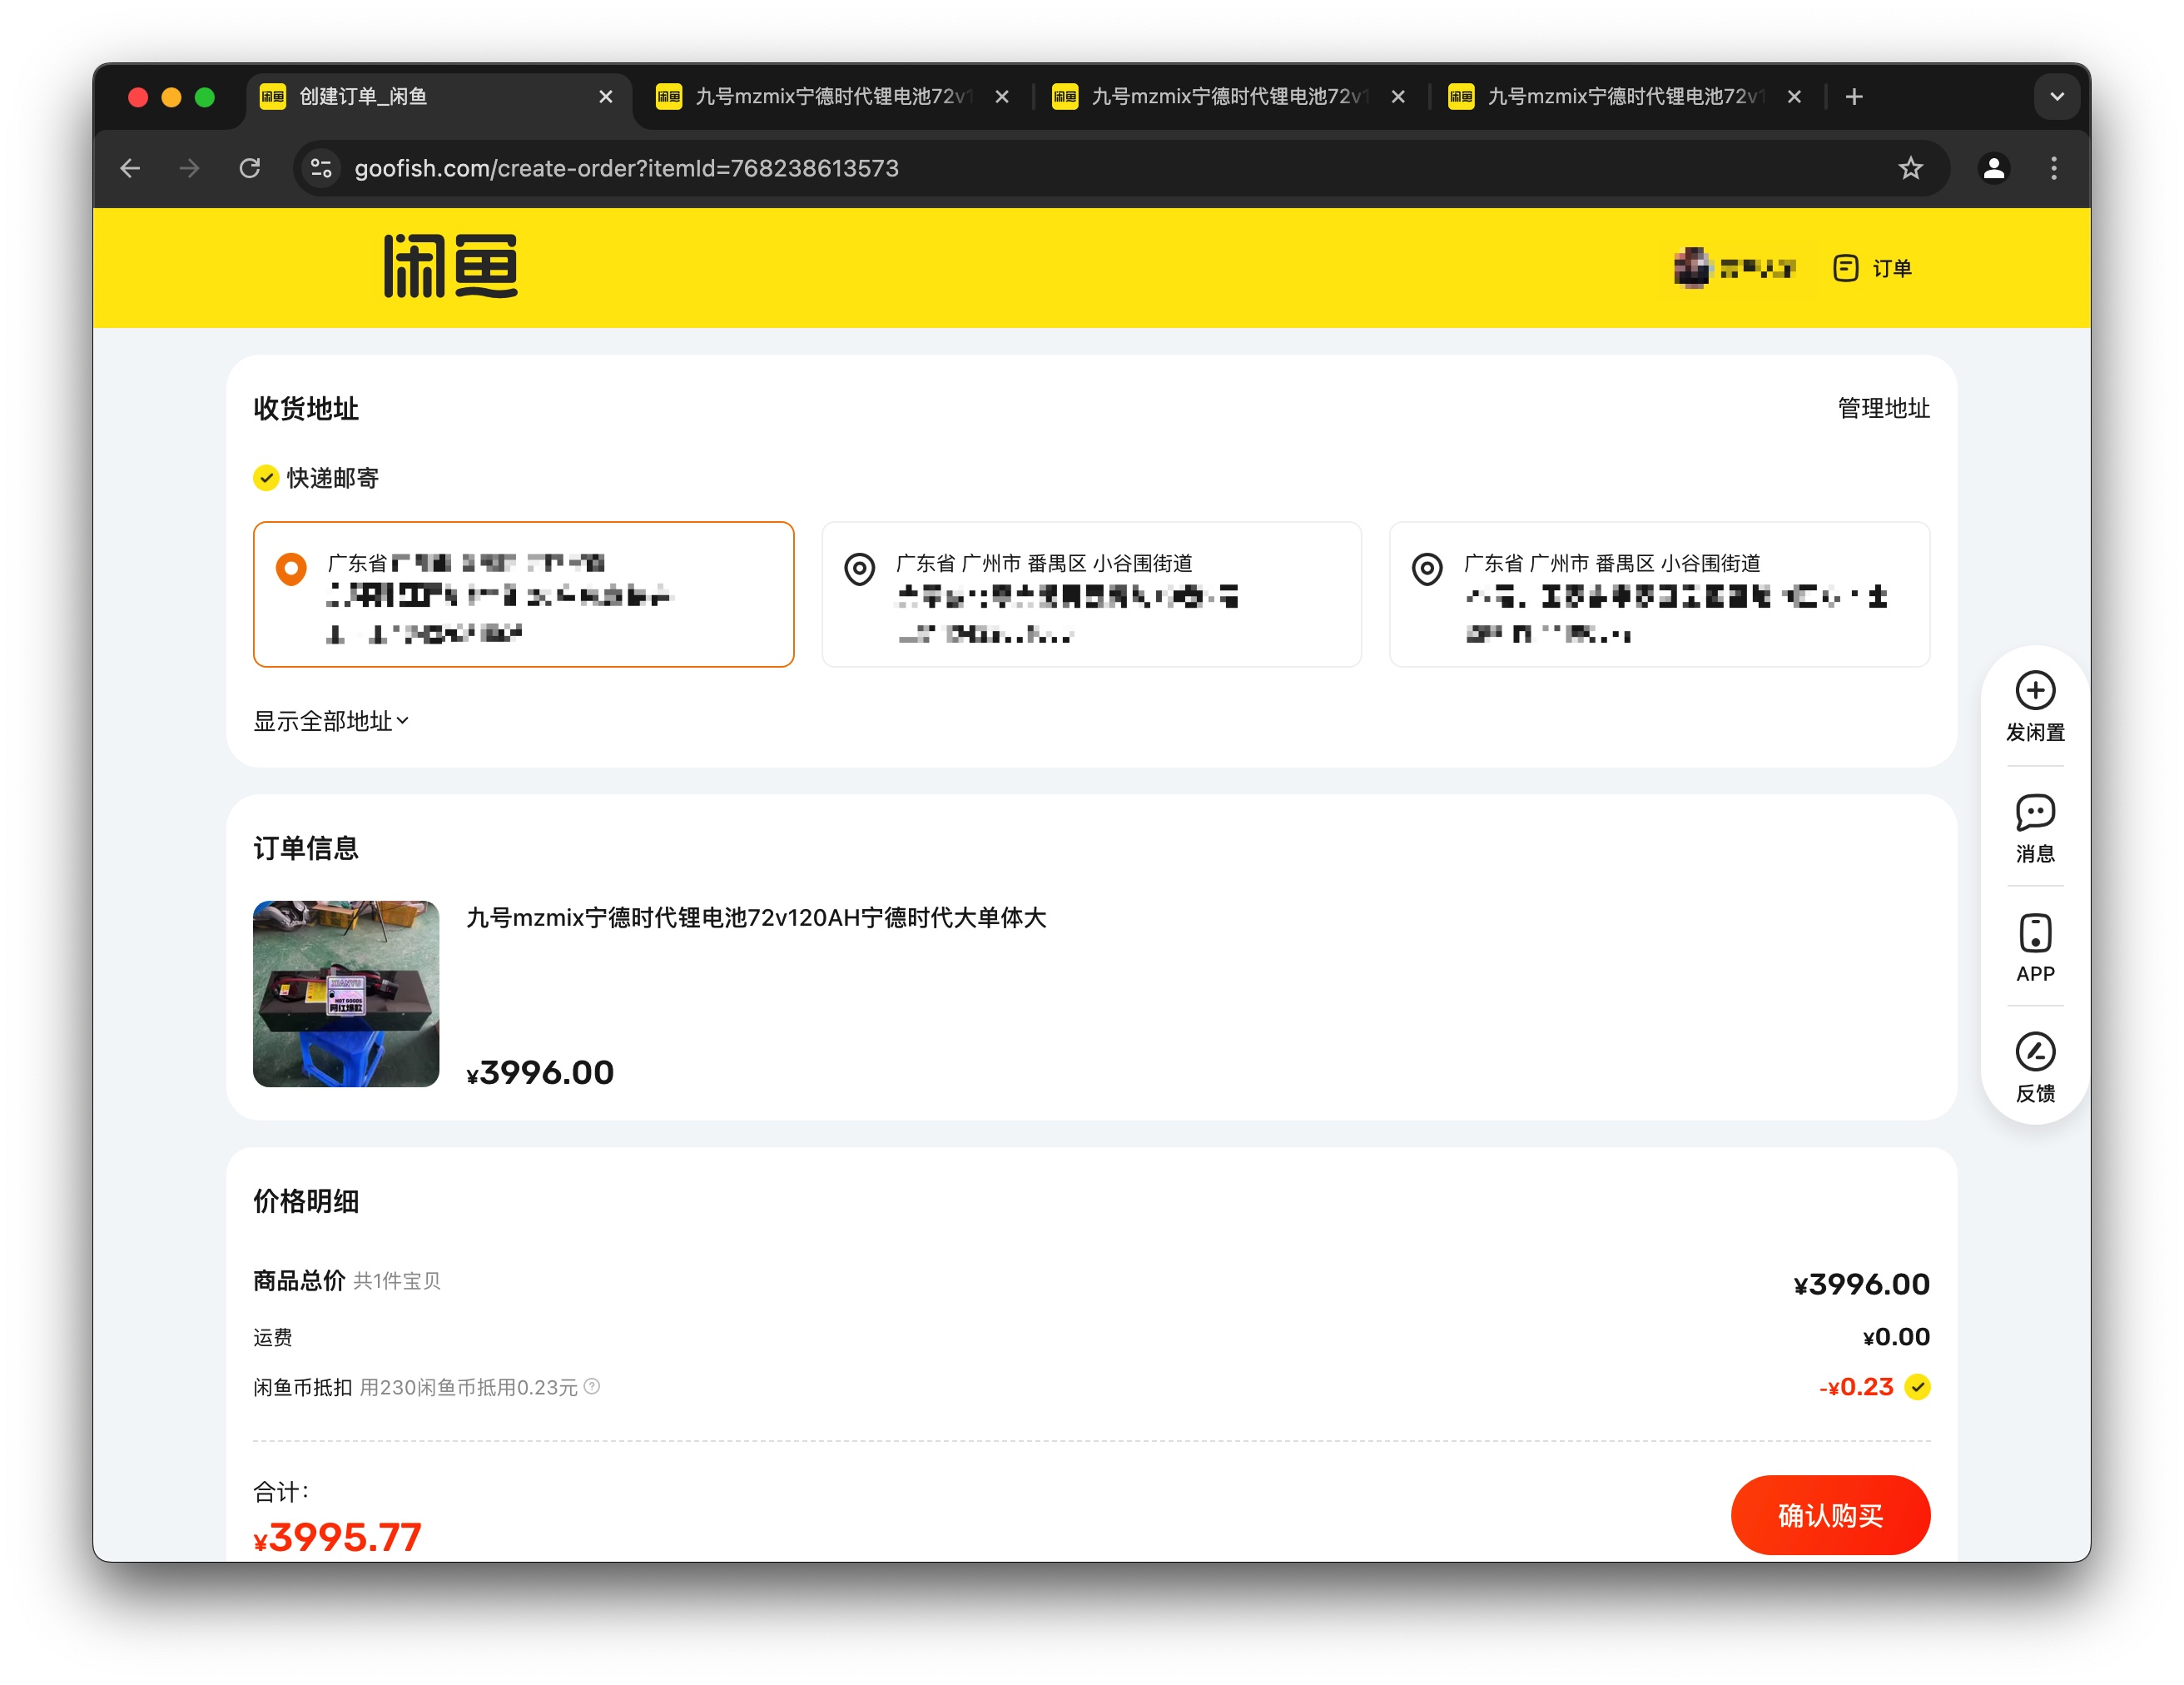 创建订单_闲鱼
九号mzmix宁德时代锂电池72v1
九号mzmix宁德时代锂电池72v1
九号mzmix宁德时代锂电池72v1
goofish.com/create-order?itemId=768238613573
闲鱼
订单
收货地址
管理地址
快递邮寄
广东省
广东省 广州市 番禺区 小谷围街道
广东省 广州市 番禺区 小谷围街道
显示全部地址
发闲置
消息
APP
反馈
订单信息
九号mzmix宁德时代锂电池72v120AH宁德时代大单体大
¥3996.00
价格明细
商品总价 共1件宝贝
¥3996.00
运费
¥0.00
闲鱼币抵扣 用230闲鱼币抵用0.23元
-¥0.23
合计：
¥3995.77
确认购买